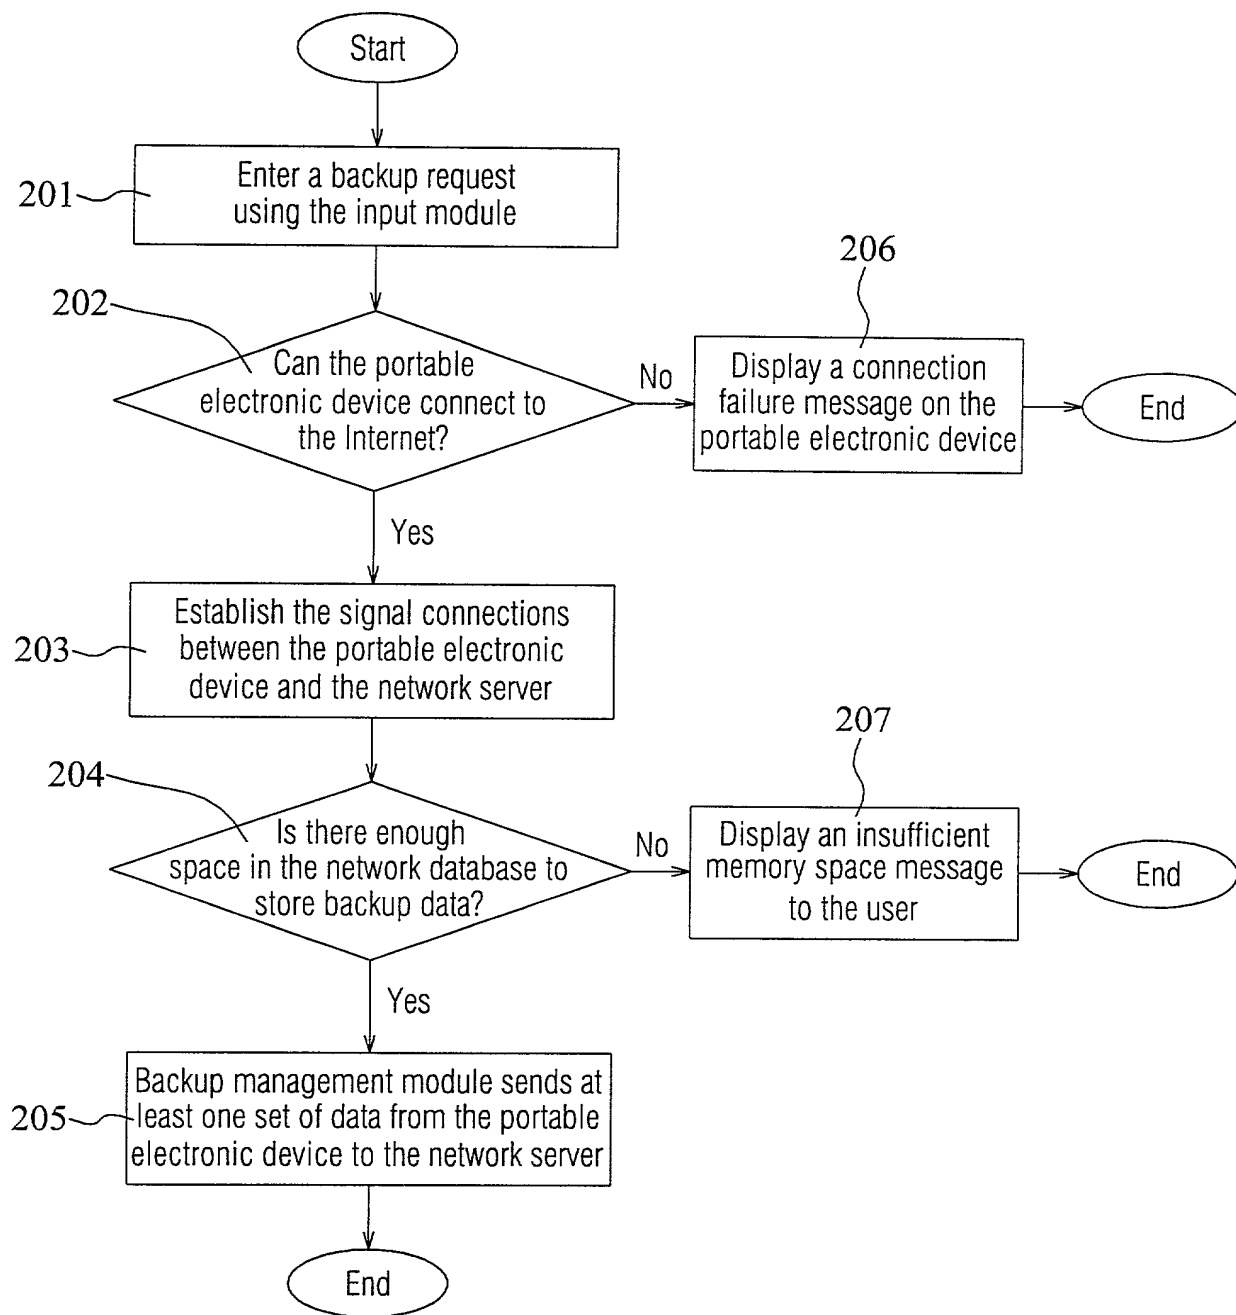 Start
201
Enter a backup request
using the input module
202
Can the portable
electronic device connect to
the Internet?
No
206
Display a connection
failure message on the
portable electronic device
End
Yes
203
Establish the signal connections
between the portable electronic
device and the network server
204
Is there enough
space in the network database to
store backup data?
No
207
Display an insufficient
memory space message
to the user
End
Yes
205
Backup management module sends at
least one set of data from the portable
electronic device to the network server
End